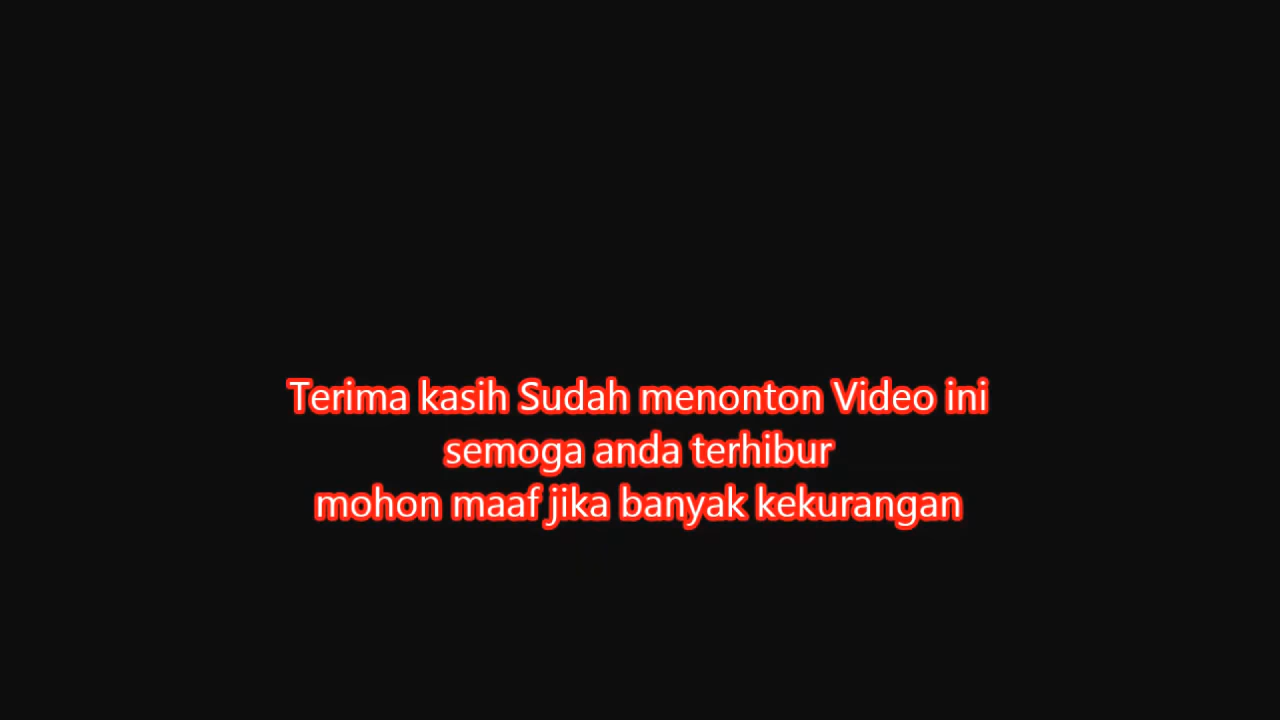 Terima kasih Sudah menonton Video ini
semoga anda terhibur
mohon maaf jika banyak kekurangan